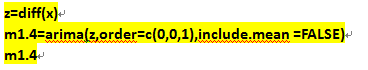 z=diff(x)
m1.4=arima(z,order=c(0,0,1),include.mean =FALSE)
m1.4